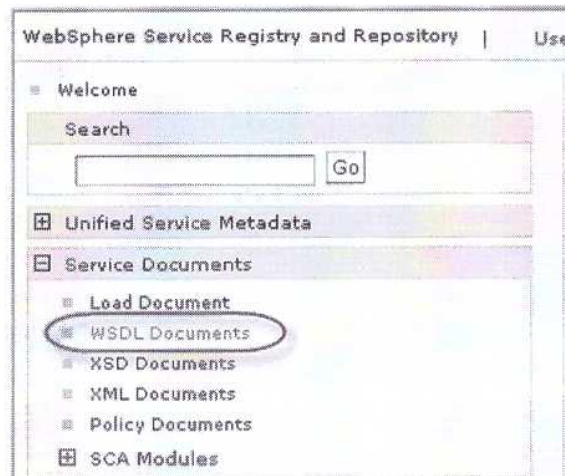 WebSphere Service Registry and Repository | Use
Welcome
Search
Go
Unified Service Metadata
Service Documents
Load Document
WSDL Documents
XSD Documents
XML Documents
Policy Documents
SCA Modules